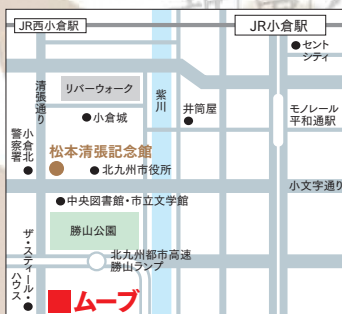 JR西小倉駅
JR小倉駅
セント
シティ
リバーウォーク
清張通り
紫川
井筒屋
モノレール
平和通駅
小倉城
小倉北
警察署
松本清張記念館
北九州市役所
小文字通り
中央図書館・市立文学館
勝山公園
北九州都市高速
勝山ランプ
ザ・スティール・
ハウス
ムーブ